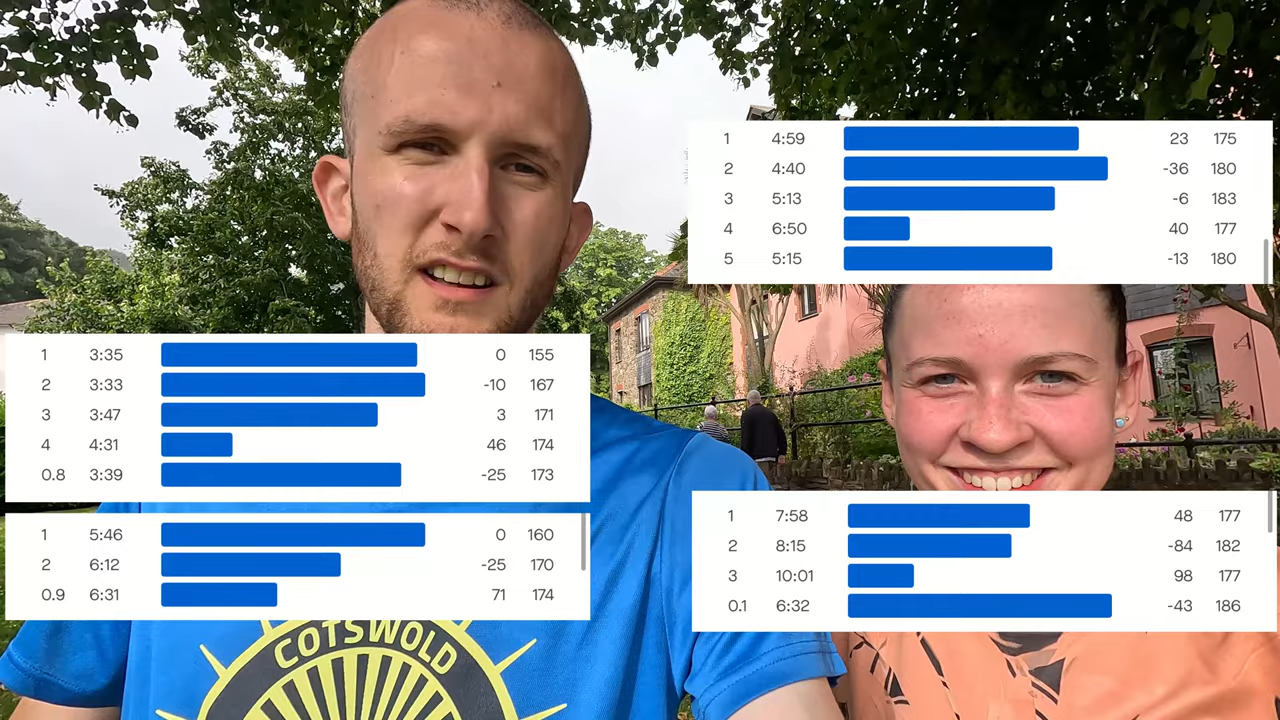 1 4:59 23 175
2 4:40 -36 180
3 5:13 -6 183
4 6:50 40 177
5 5:15 -13 180
1 3:35 0 155
2 3:33 -10 167
3 3:47 3 171
4 4:31 46 174
0.8 3:39 -25 173
1 5:46 0 160
2 6:12 -25 170
0.9 6:31 71 174
1 7:58 48 177
2 8:15 -84 182
3 10:01 98 177
0.1 6:32 -43 186
COTSWOLD